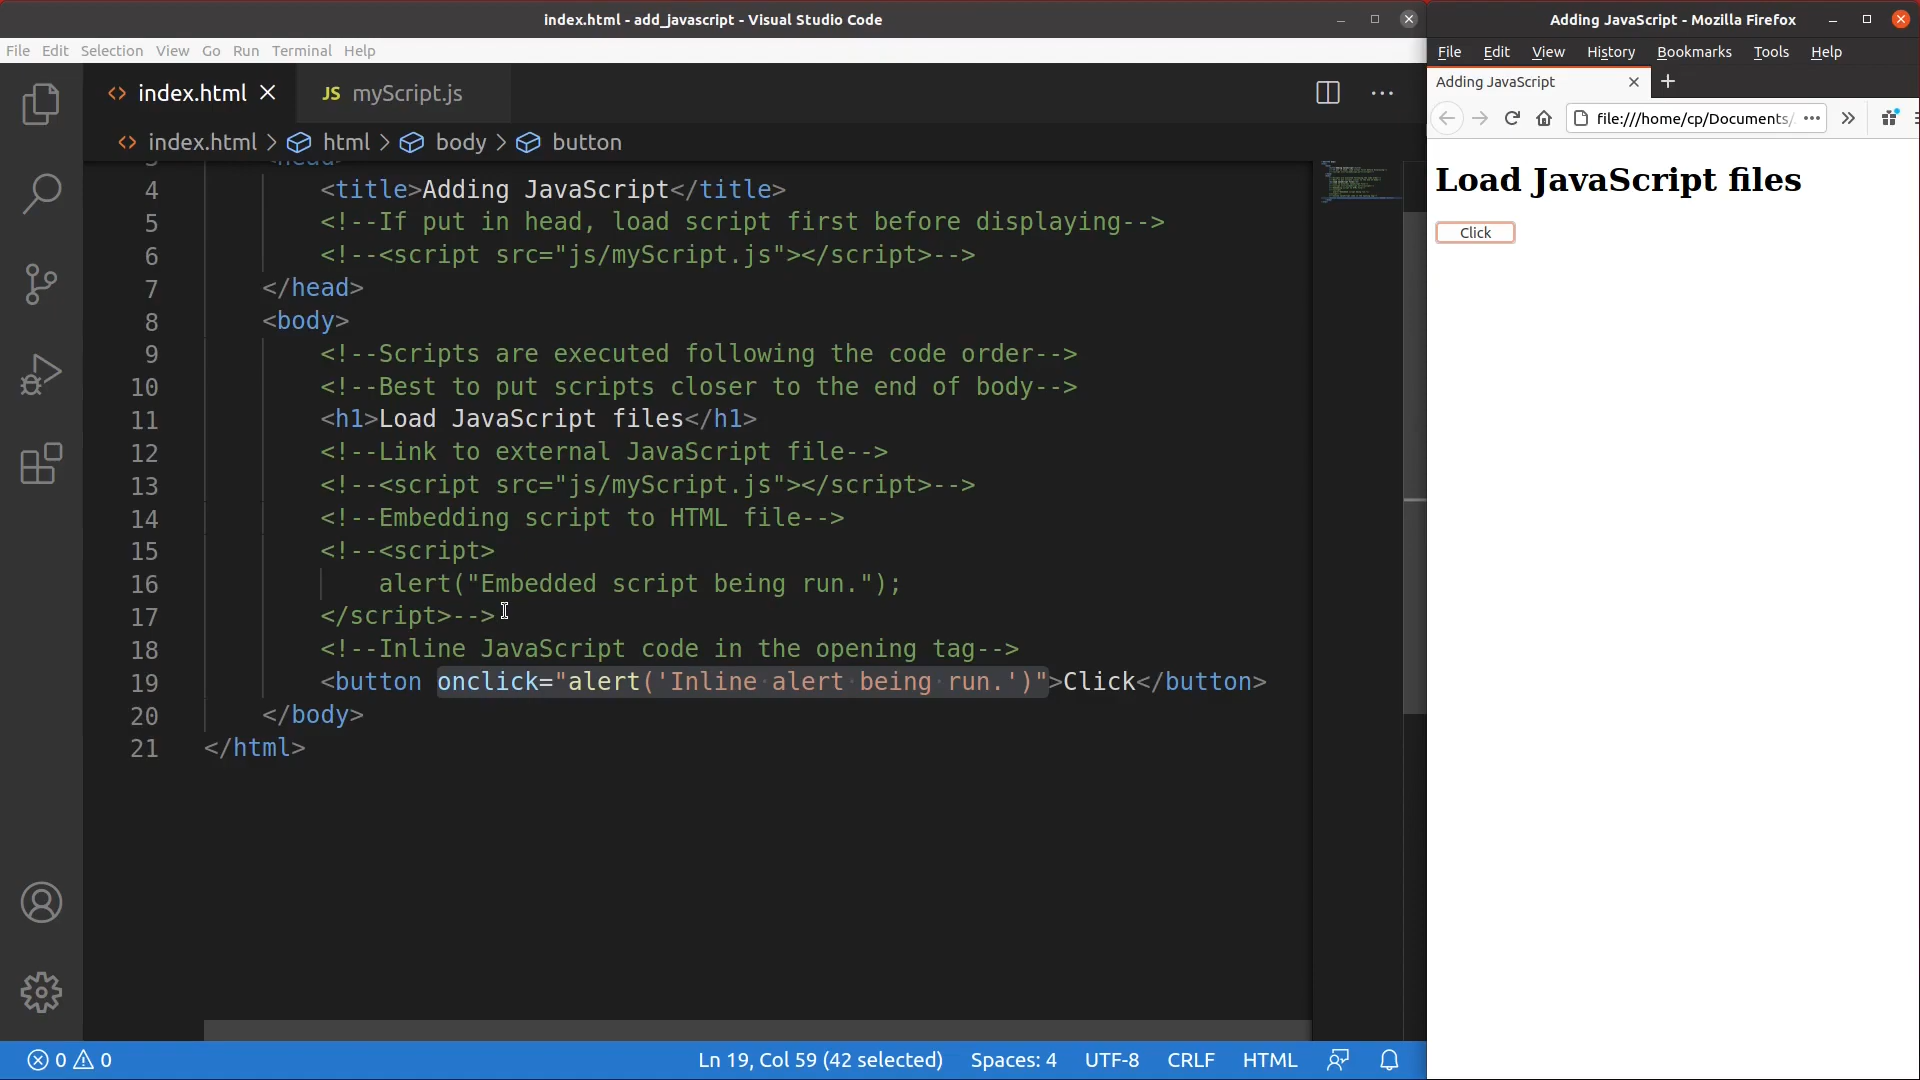 index.html - add_javascript - Visual Studio Code
File Edit Selection View Go Run Terminal Help
index.html
JS myScript.js
index.html > html > body > button
<head>
4 <title>Adding JavaScript</title>
5 <!--If put in head, load script first before displaying-->
6 <!--<script src="js/myScript.js"></script>-->
7 </head>
8 <body>
9 <!--Scripts are executed following the code order-->
10 <!--Best to put scripts closer to the end of body-->
11 <h1>Load JavaScript files</h1>
12 <!--Link to external JavaScript file-->
13 <!--<script src="js/myScript.js"></script>-->
14 <!--Embedding script to HTML file-->
15 <!--<script>
16 alert("Embedded script being run.");
17 </script>-->
18 <!--Inline JavaScript code in the opening tag-->
19 <button onclick="alert('Inline alert being run.')">Click</button>
20 </body>
21 </html>
0 0 Ln 19, Col 59 (42 selected) Spaces: 4 UTF-8 CRLF HTML
Adding JavaScript - Mozilla Firefox
File Edit View History Bookmarks Tools Help
Adding JavaScript
file:///home/cp/Documents/
Load JavaScript files
Click